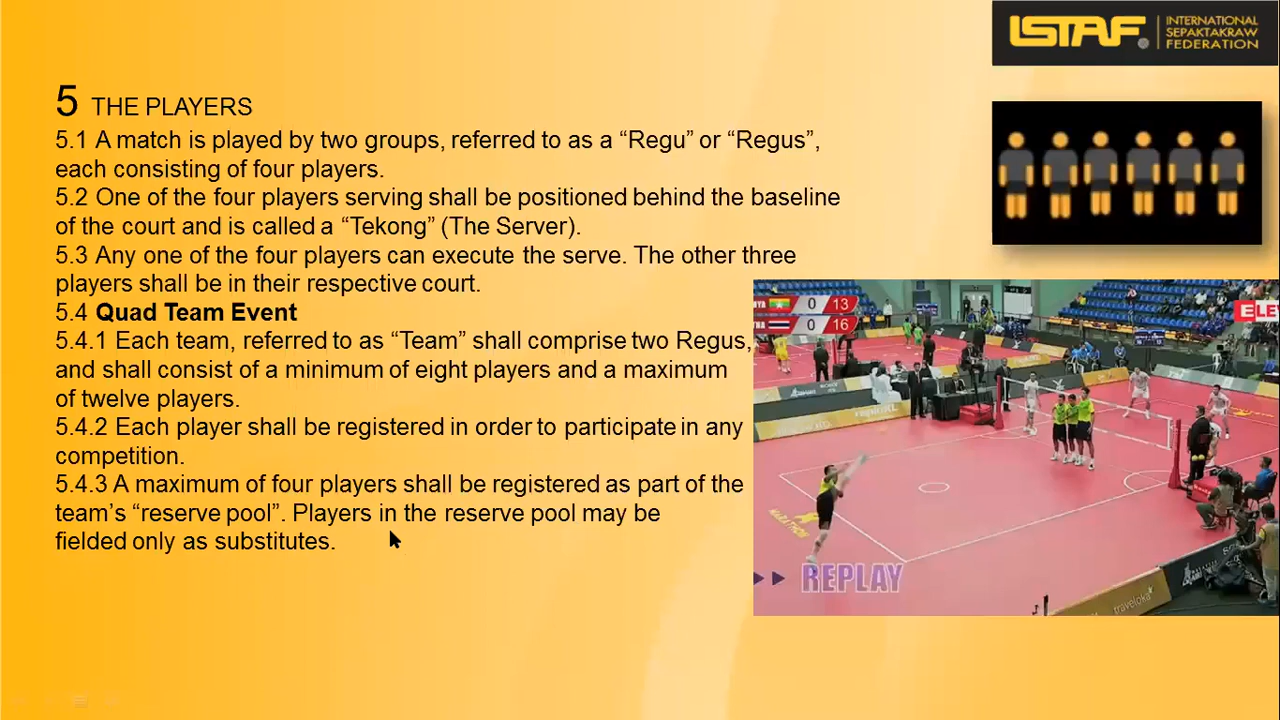 ISTAF
INTERNATIONAL
SEPAKTAKRAW
FEDERATION
5 THE PLAYERS
5.1 A match is played by two groups, referred to as a “Regu” or “Regus”,
each consisting of four players.
5.2 One of the four players serving shall be positioned behind the baseline
of the court and is called a “Tekong” (The Server).
5.3 Any one of the four players can execute the serve. The other three
players shall be in their respective court.
5.4 Quad Team Event
5.4.1 Each team, referred to as “Team” shall comprise two Regus,
and shall consist of a minimum of eight players and a maximum
of twelve players.
5.4.2 Each player shall be registered in order to participate in any
competition.
5.4.3 A maximum of four players shall be registered as part of the
team’s “reserve pool”. Players in the reserve pool may be
fielded only as substitutes.
0 13
0 16
ELE
MARATHON
REPLAY
traveloka